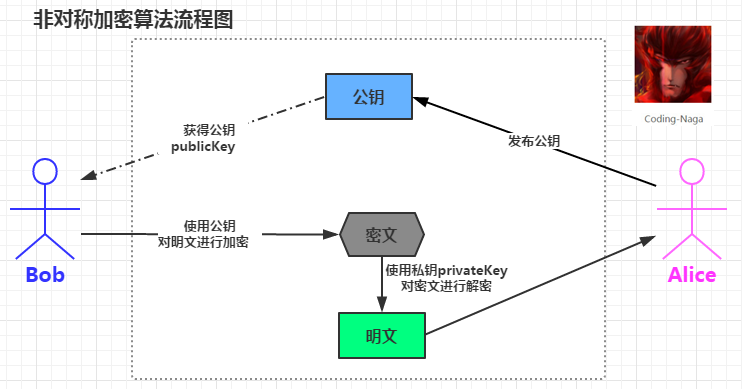 非对称加密算法流程图
公钥
Coding-Naga
获得公钥
publicKey
发布公钥
使用公钥
对明文进行加密
密文
Bob
Alice
使用私钥privateKey
对密文进行解密
明文